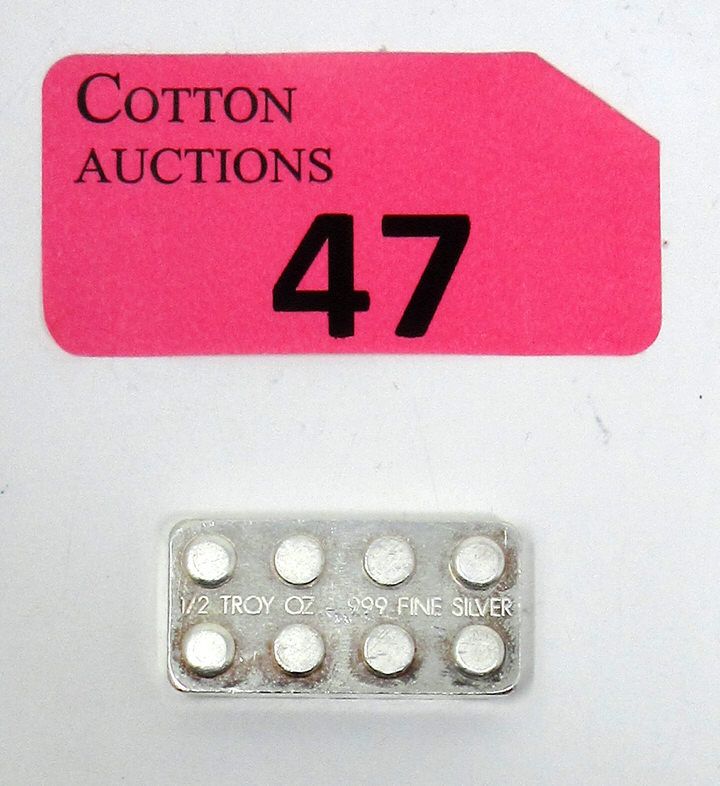 COTTON
AUCTIONS
47
1/2 TROY OZ - .999 FINE SILVER